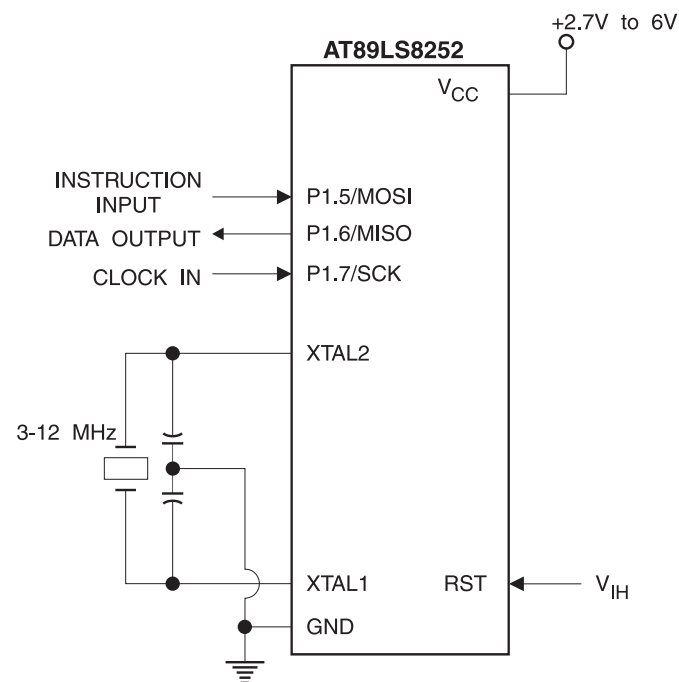 +2.7V to 6V
AT89LS8252
VCC
INSTRUCTION
INPUT
P1.5/MOSI
DATA OUTPUT
P1.6/MISO
CLOCK IN
P1.7/SCK
XTAL2
3-12 MHz
XTAL1
RST
VIH
GND